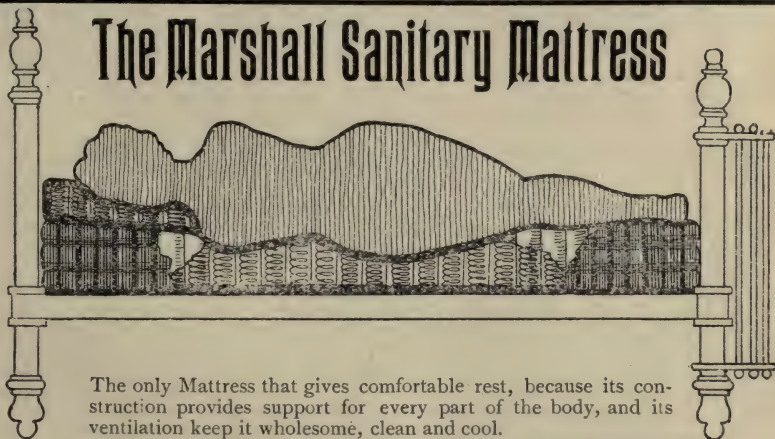 The Marshall Sanitary Mattress
The only Mattress that gives comfortable rest, because its con-
struction provides support for every part of the body, and its
ventilation keep it wholesome, clean and cool.